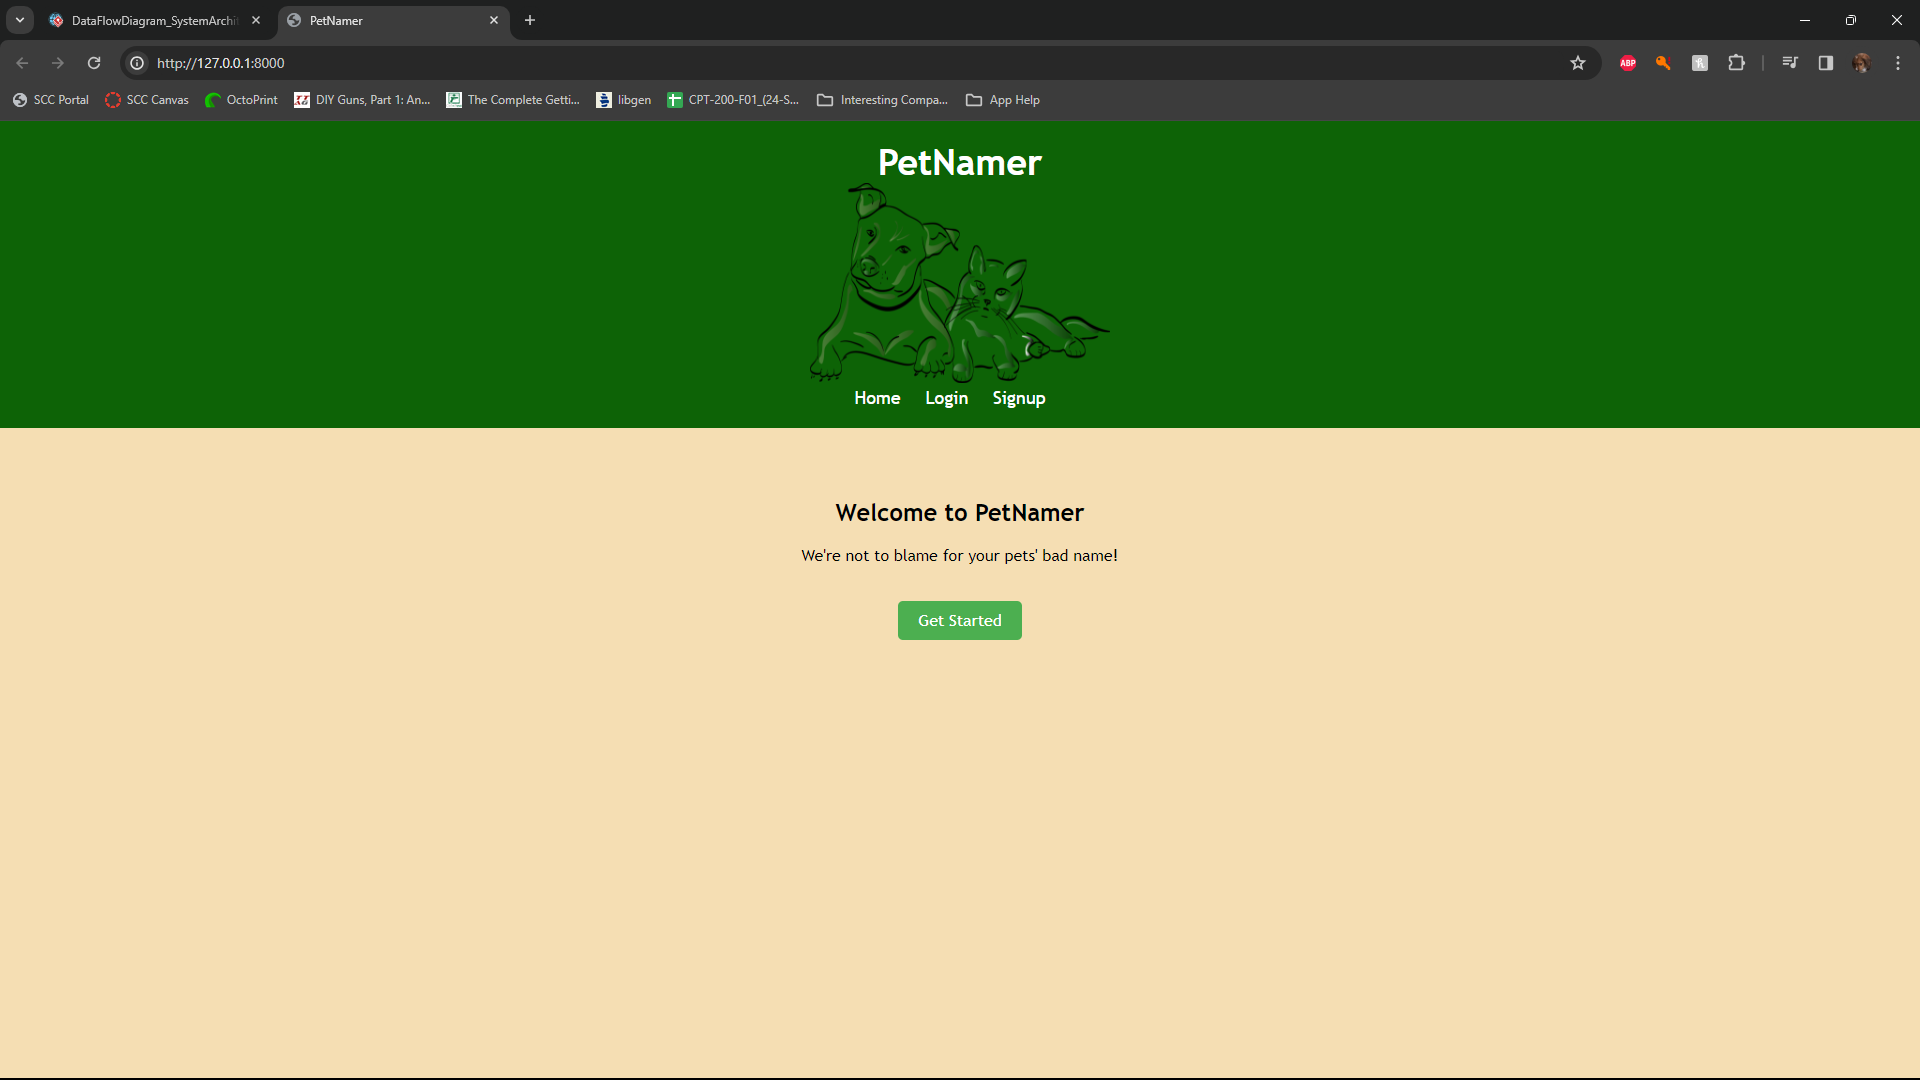 DataFlowDiagram_SystemArchit
PetNamer
http://127.0.0.1:8000
ABP
SCC Portal
SCC Canvas
OctoPrint
DIY Guns, Part 1: An...
The Complete Getti...
libgen
CPT-200-F01_(24-S...
Interesting Compa...
App Help
PetNamer
Home Login Signup
Welcome to PetNamer
We're not to blame for your pets' bad name!
Get Started